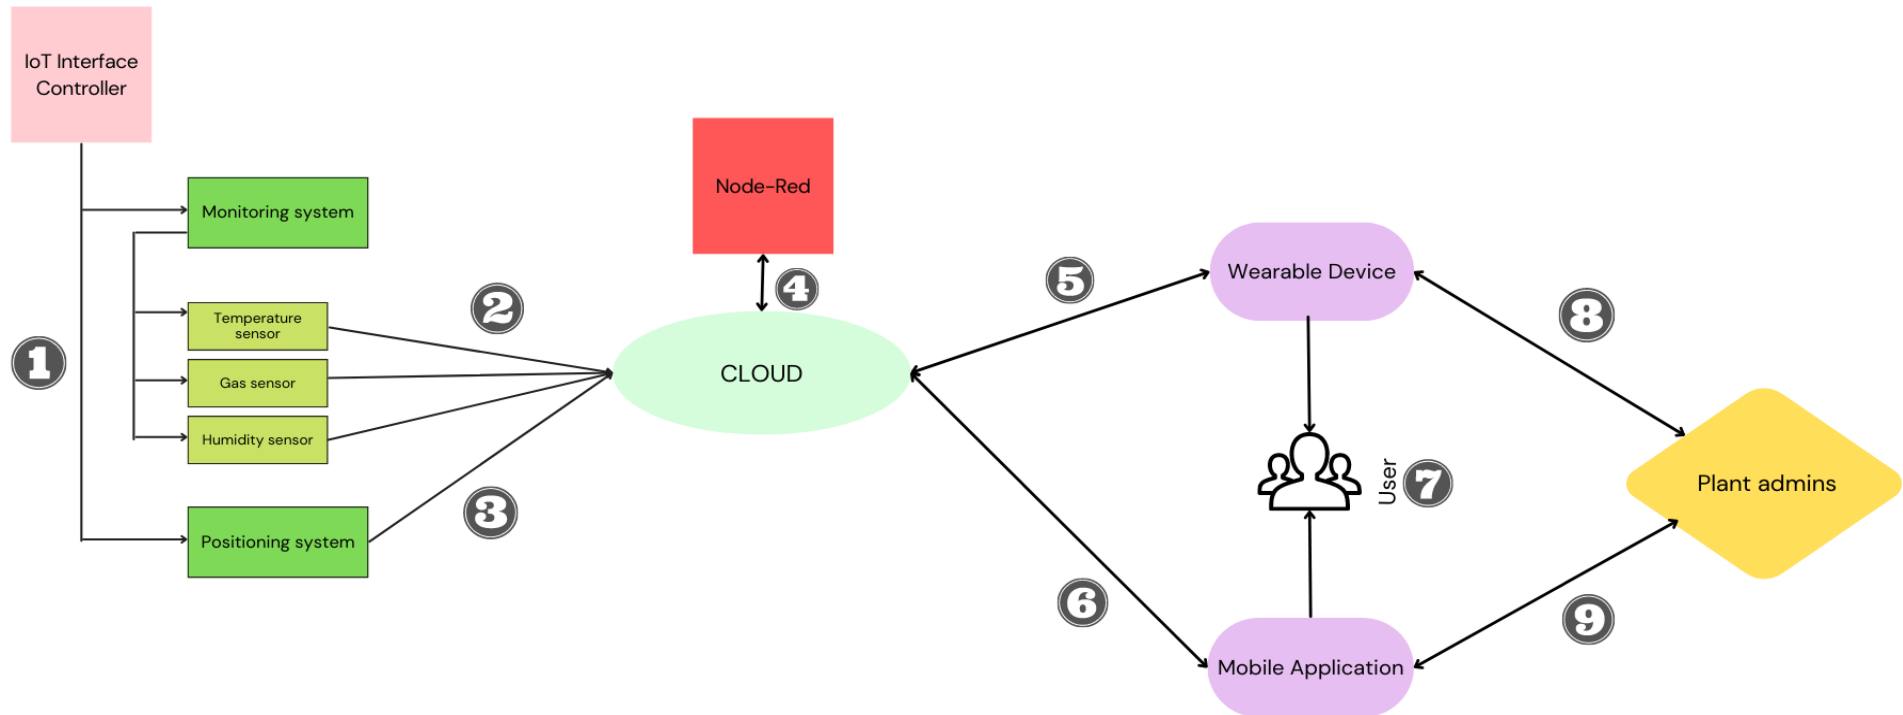 IoT Interface
Controller
Node-Red
Monitoring system
Wearable Device
5
4
2
8
Temperature
sensor
1
CLOUD
Gas sensor
Humidity sensor
User
7
Plant admins
3
Positioning system
6
9
Mobile Application